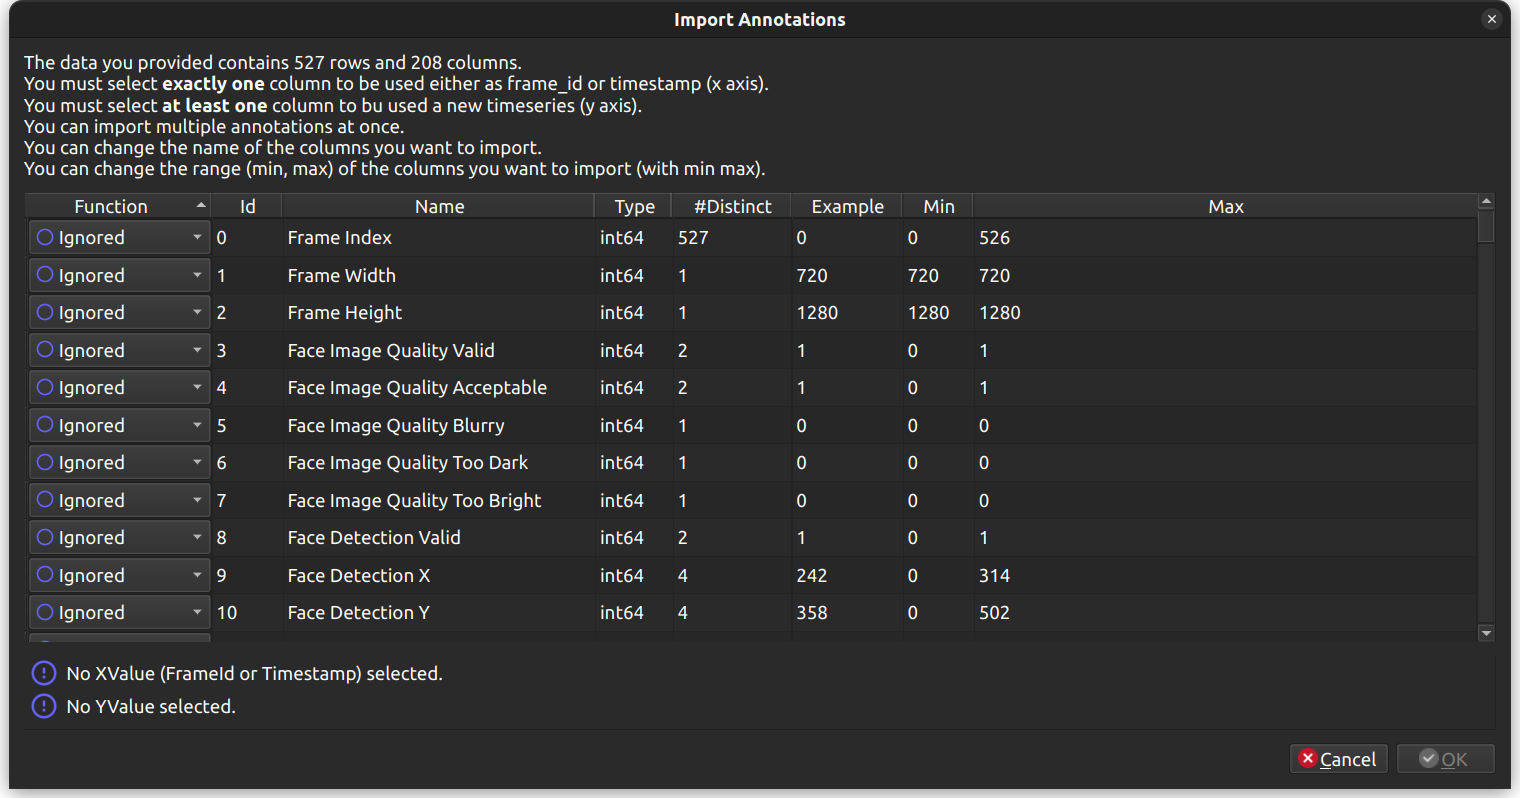 Import Annotations
The data you provided contains 527 rows and 208 columns.
You must select exactly one column to be used either as frame_id or timestamp (x axis).
You must select at least one column to bu used a new timeseries (y axis).
You can import multiple annotations at once.
You can change the name of the columns you want to import.
You can change the range (min, max) of the columns you want to import (with min max).
Function Id Name Type #Distinct Example Min Max
Ignored 0 Frame Index int64 527 0 0 526
Ignored 1 Frame Width int64 1 720 720 720
Ignored 2 Frame Height int64 1 1280 1280 1280
Ignored 3 Face Image Quality Valid int64 2 1 0 1
Ignored 4 Face Image Quality Acceptable int64 2 1 0 1
Ignored 5 Face Image Quality Blurry int64 1 0 0 0
Ignored 6 Face Image Quality Too Dark int64 1 0 0 0
Ignored 7 Face Image Quality Too Bright int64 1 0 0 0
Ignored 8 Face Detection Valid int64 2 1 0 1
Ignored 9 Face Detection X int64 4 242 0 314
Ignored 10 Face Detection Y int64 4 358 0 502
No XValue (FrameId or Timestamp) selected.
No YValue selected.
Cancel OK